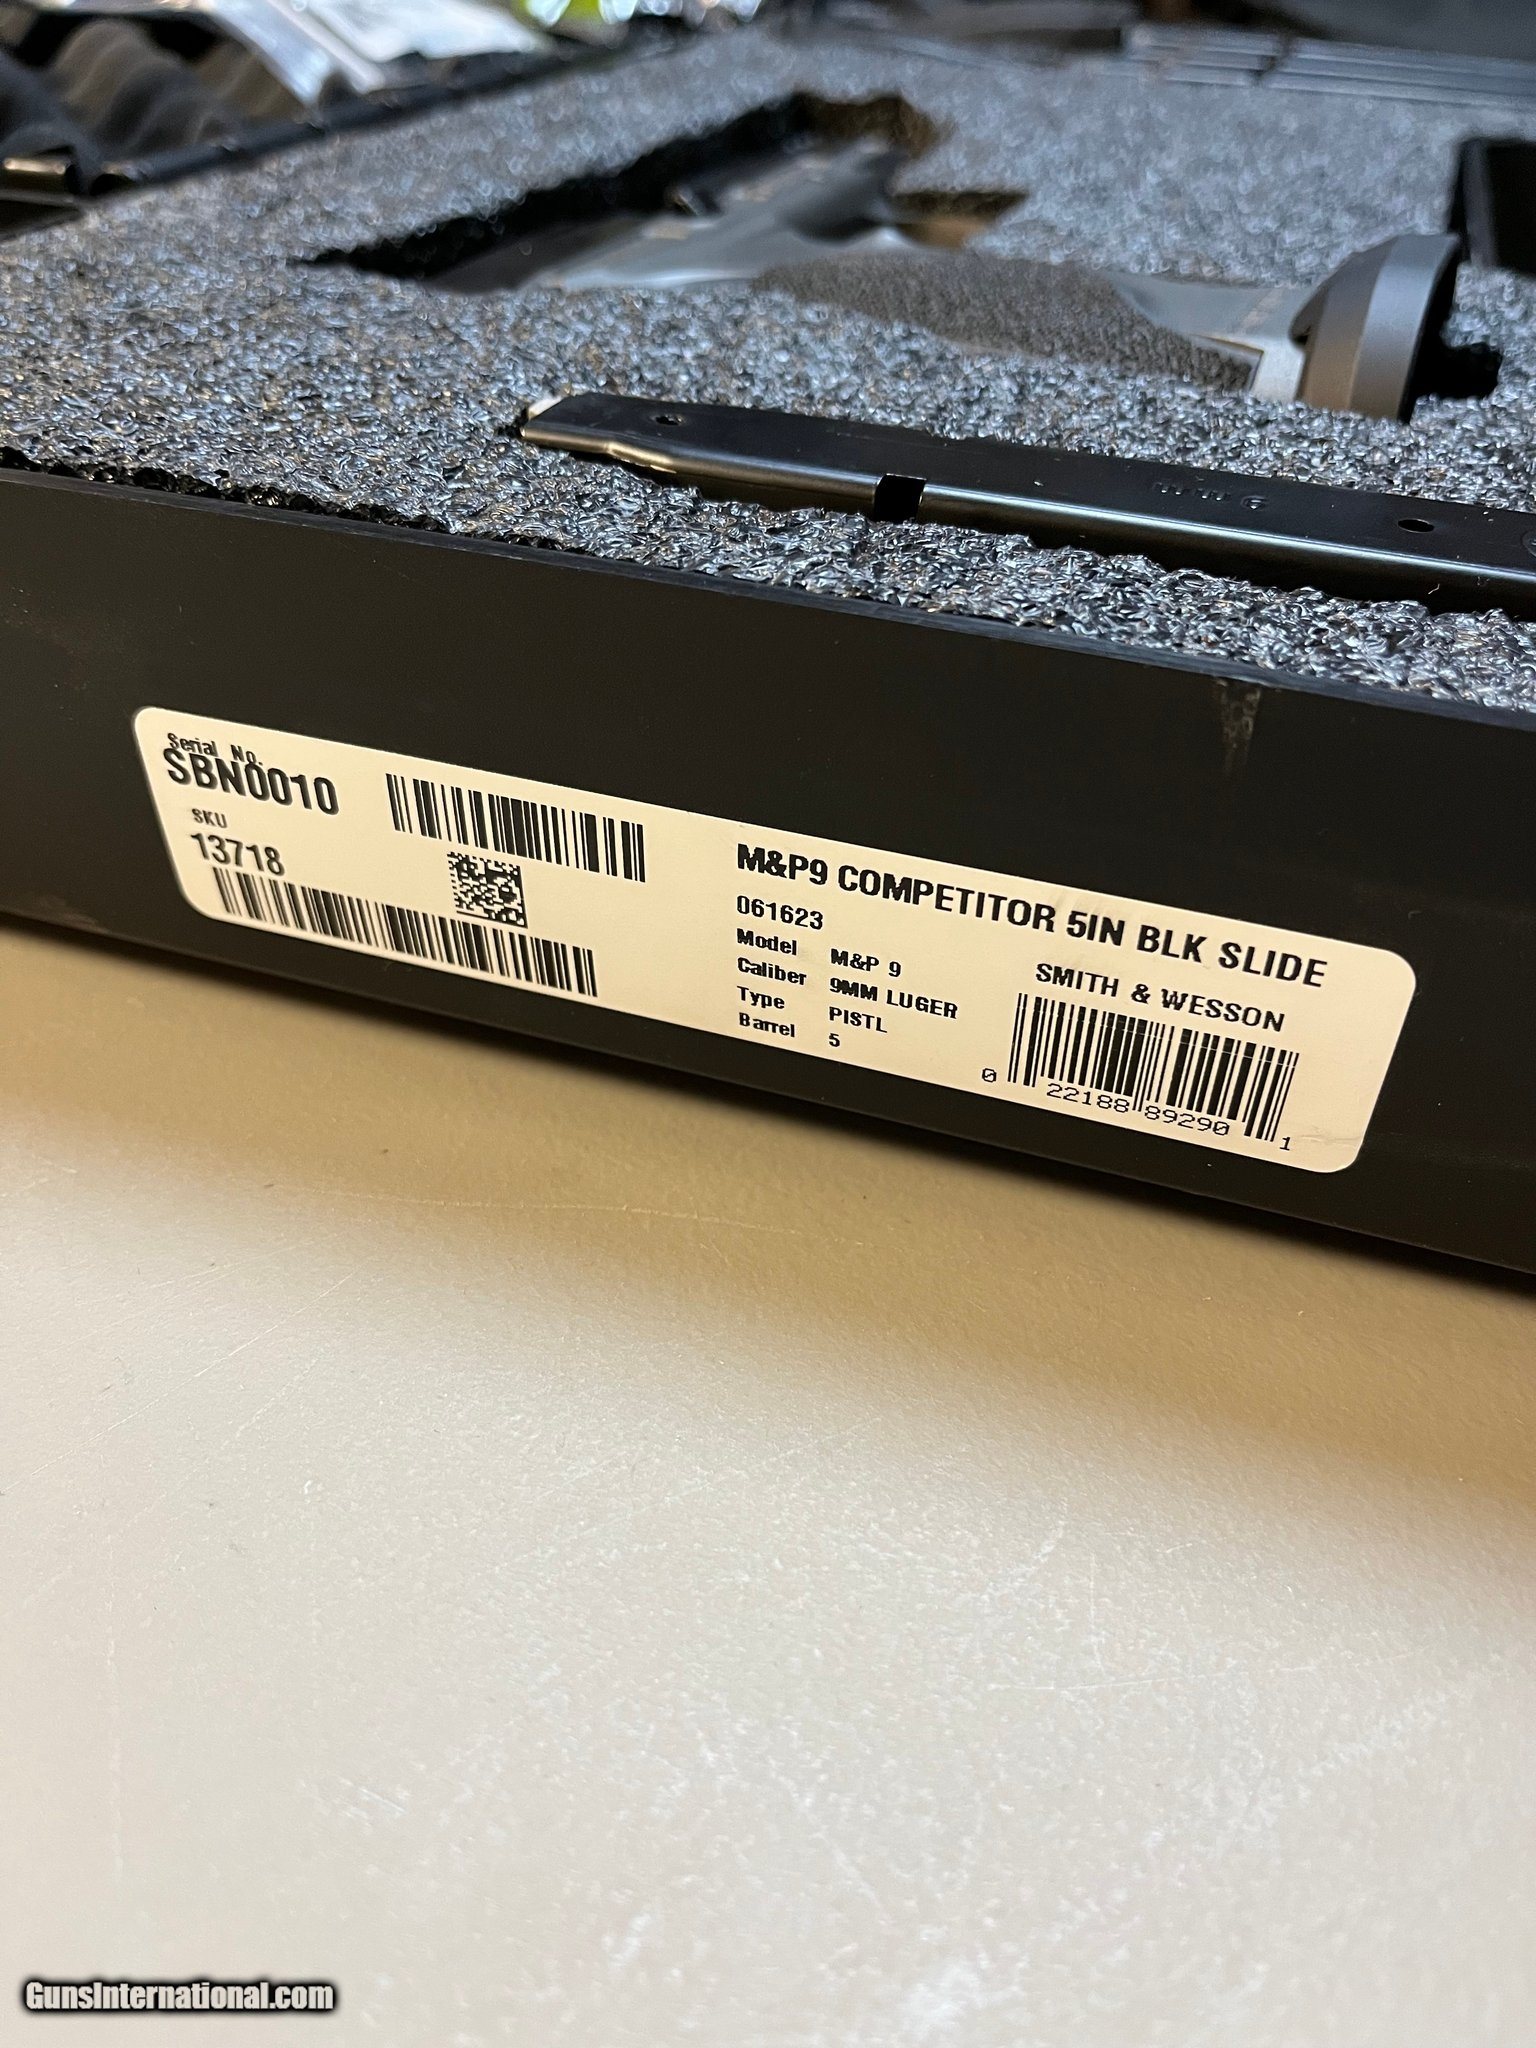 Serial No.
SBN0010
SKU
13718
M&P9 COMPETITOR 5IN BLK SLIDE
061623
Model M&P 9
Caliber 9MM LUGER
Type PISTL
Barrel 5
SMITH & WESSON
0 22188 89290 1
GunsInternational.com